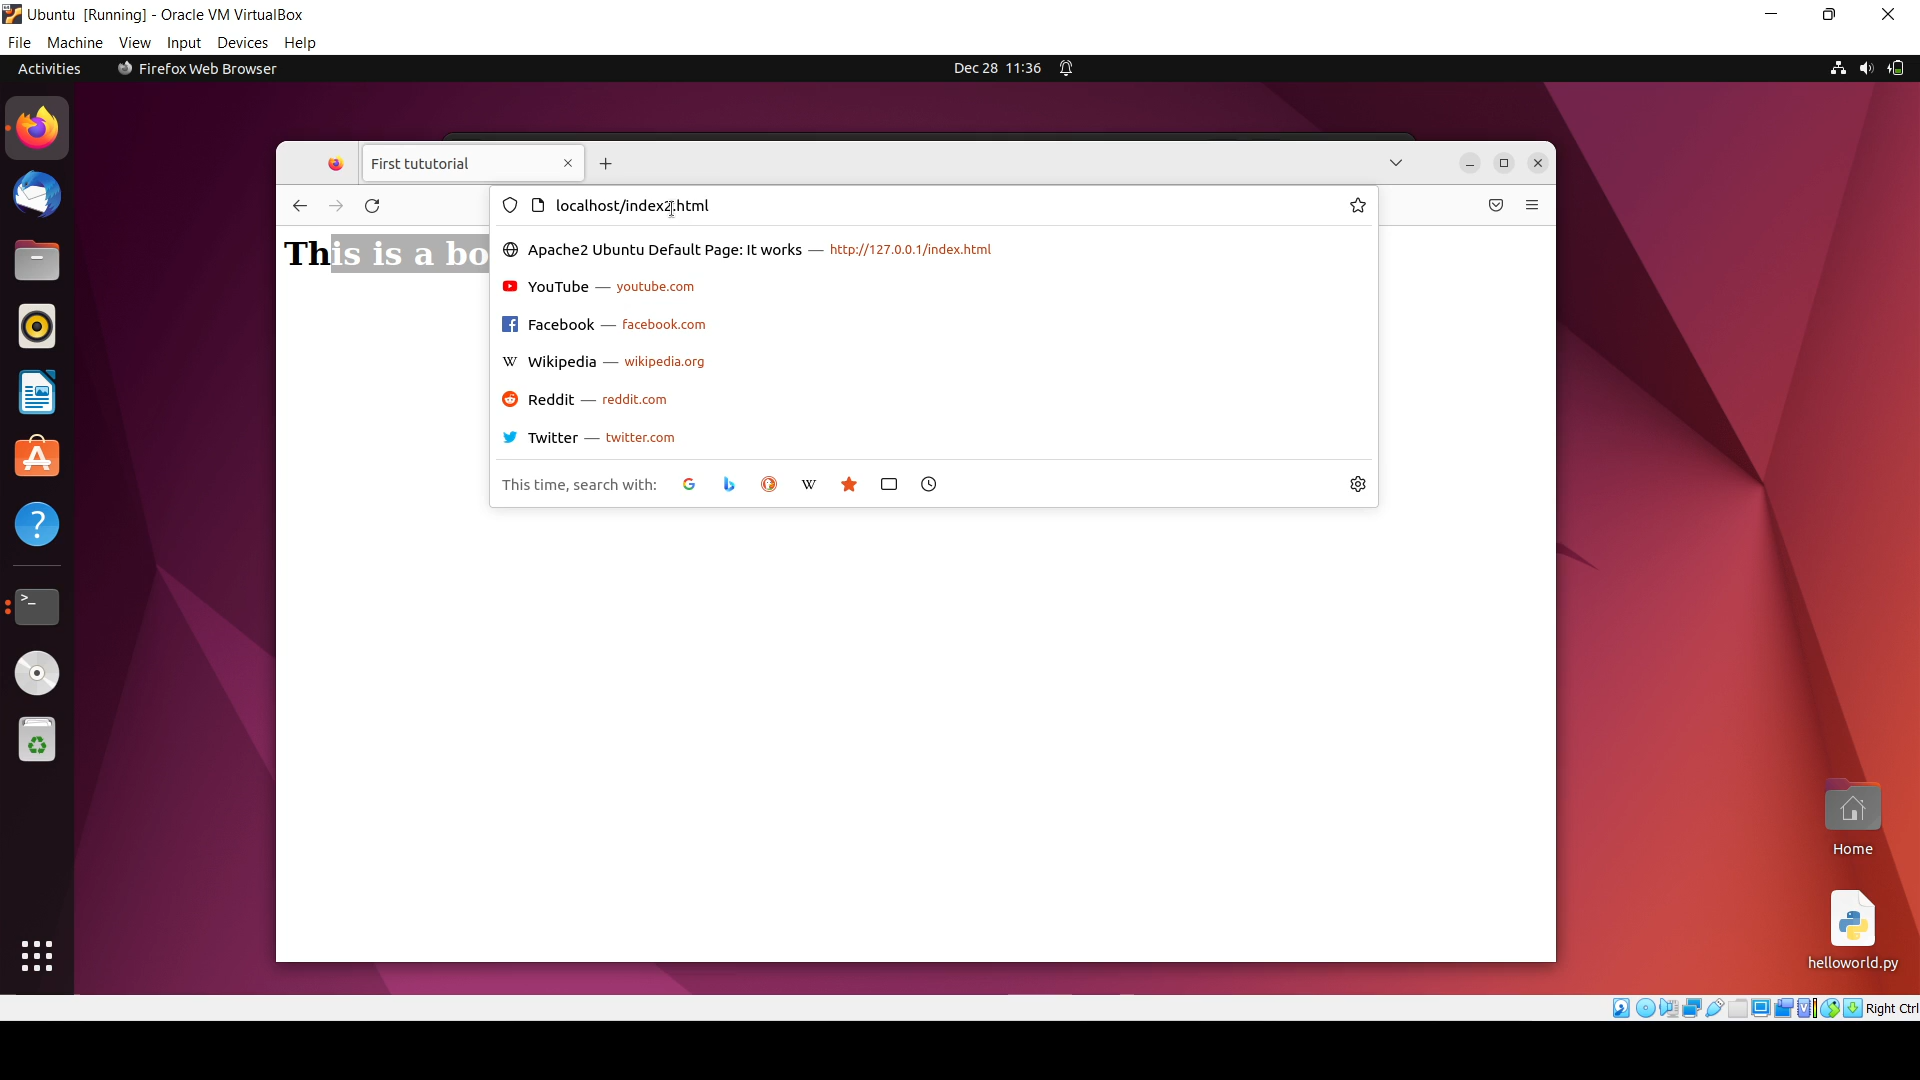 Ubuntu [Running] - Oracle VM VirtualBox
File Machine View Input Devices Help
Activities Firefox Web Browser Dec 28 11:36
First tututorial
localhost/index2.html
This is a bo
Apache2 Ubuntu Default Page: It works — http://127.0.0.1/index.html
YouTube — youtube.com
Facebook — facebook.com
W Wikipedia — wikipedia.org
Reddit — reddit.com
Twitter — twitter.com
This time, search with: G b W
Home
helloworld.py
Right Ctrl